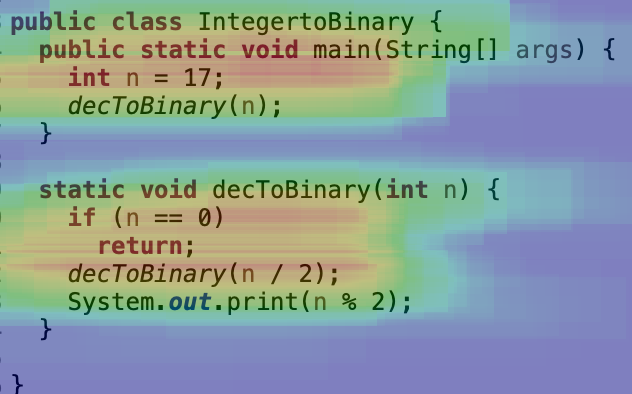 public class IntegertoBinary {
public static void main(String[] args) {
int n = 17;
decToBinary(n);
}
static void decToBinary(int n) {
if (n == 0)
return;
decToBinary(n / 2);
System.out.print(n % 2);
}
}